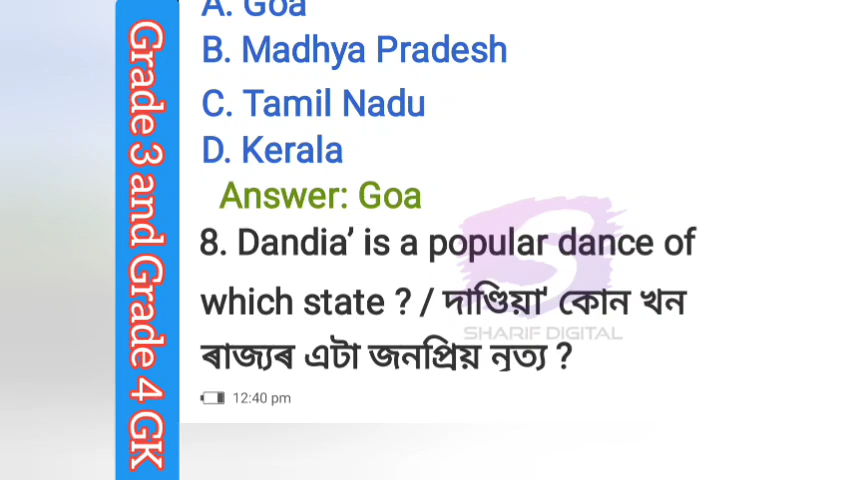 A. Goa
B. Madhya Pradesh
C. Tamil Nadu
D. Kerala
Answer: Goa
8. Dandia’ is a popular dance of
which state ? / দাণ্ডিয়া' কোন খন
ৰাজ্যৰ এটা জনপ্ৰিয় নৃত্য ?
SHARIF DIGITAL
12:40 pm
Grade 3 and Grade 4 GK